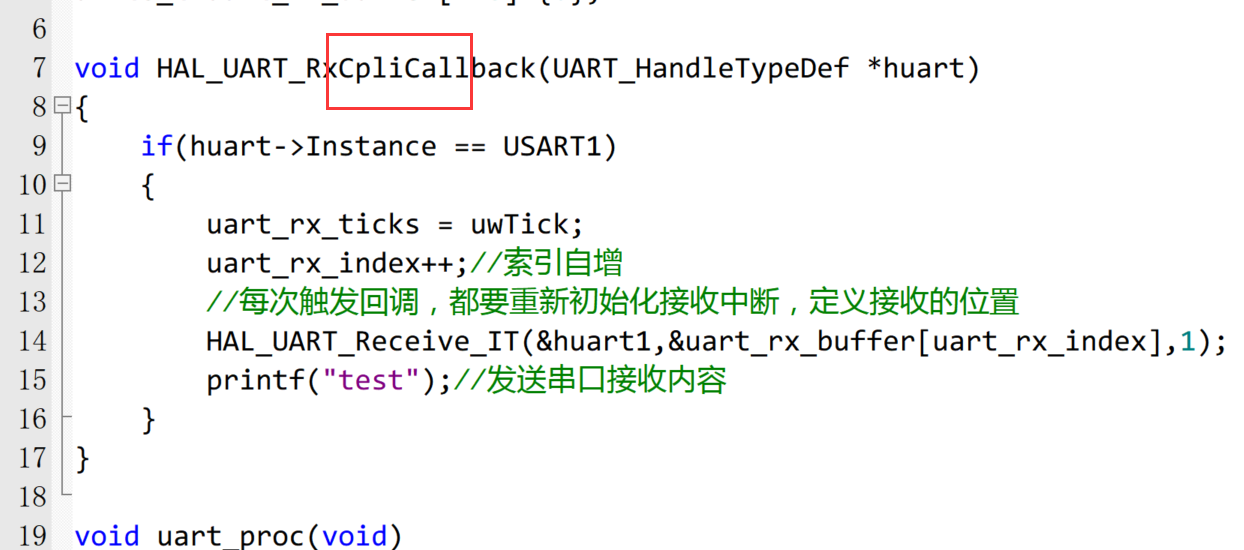 6
7 void HAL_UART_RxCpliCallback(UART_HandleTypeDef *huart)
8 {
9 if(huart->Instance == USART1)
10 {
11 uart_rx_ticks = uwTick;
12 uart_rx_index++;//索引自增
13 //每次触发回调，都要重新初始化接收中断，定义接收的位置
14 HAL_UART_Receive_IT(&huart1,&uart_rx_buffer[uart_rx_index],1);
15 printf("test");//发送串口接收内容
16 }
17 }
18
19 void uart_proc(void)